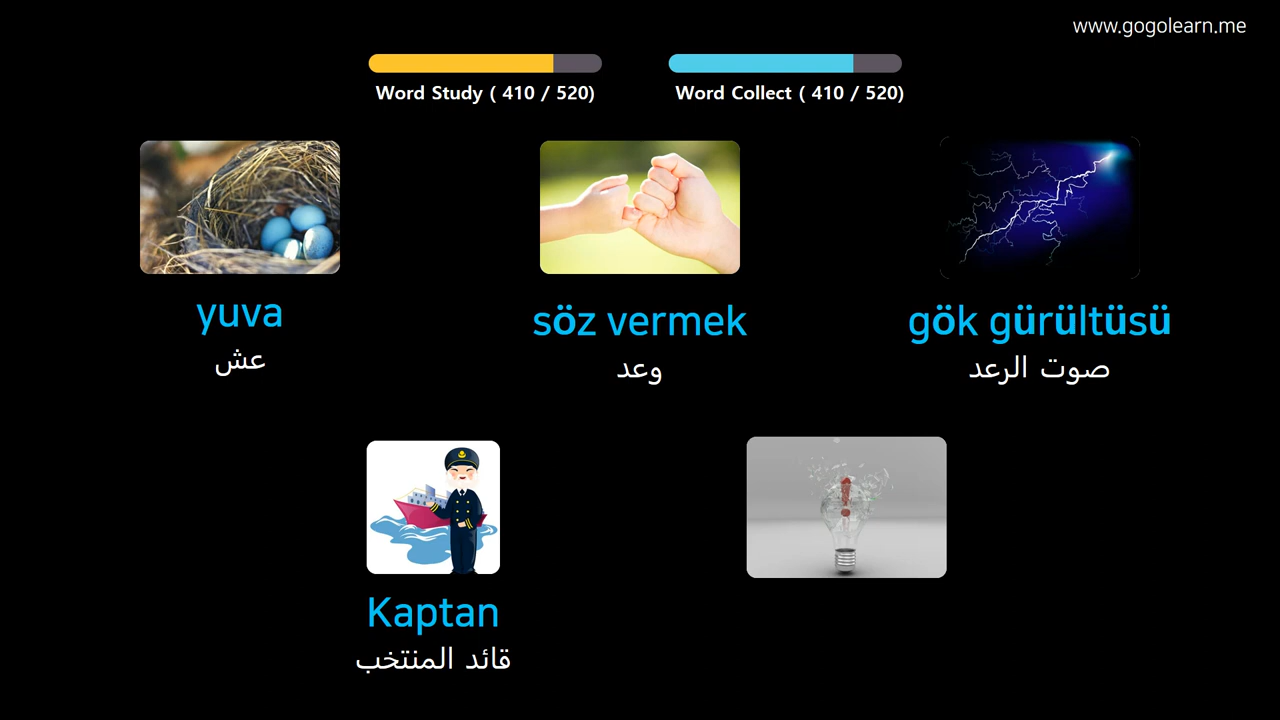 www.gogolearn.me
Word Study ( 410 / 520)
Word Collect ( 410 / 520)
yuva
عش
söz vermek
وعد
gök gürültüsü
صوت الرعد
Kaptan
قائد المنتخب